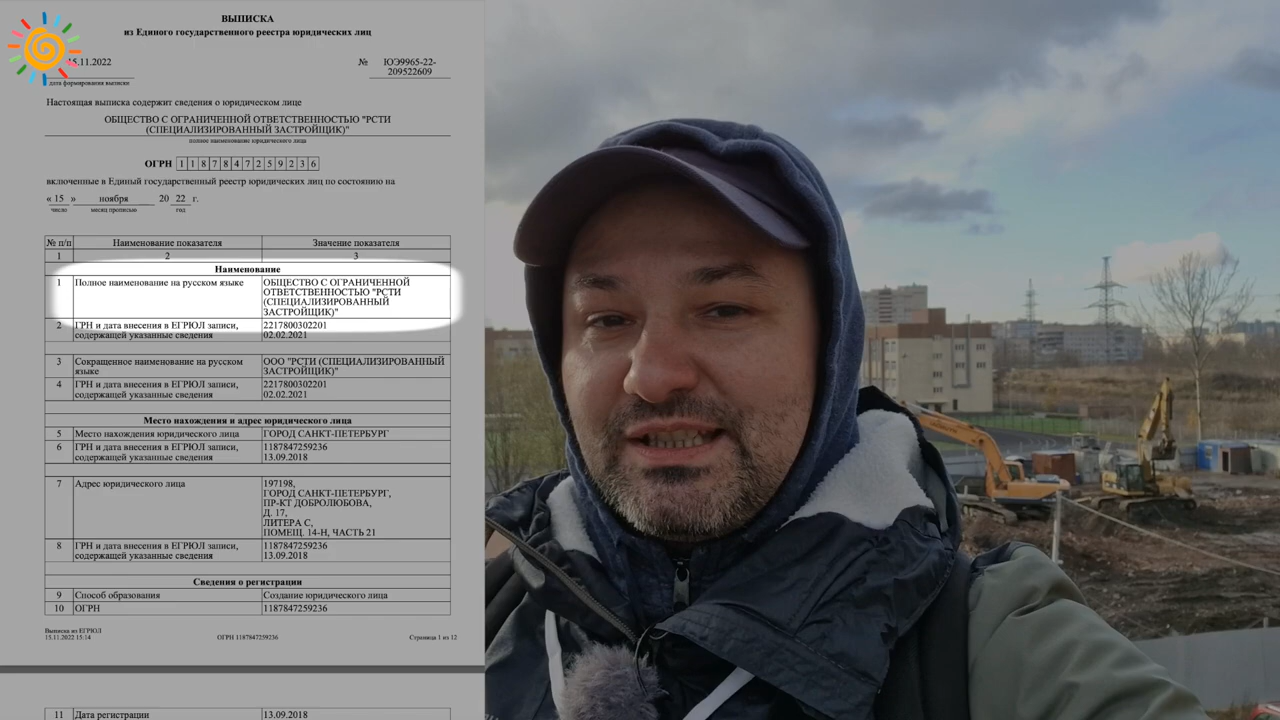 ВЫПИСКА
из Единого государственного реестра юридических лиц
15.11.2022 № ЮЭ9965-22-
209522609
дата формирования выписки
Настоящая выписка содержит сведения о юридическом лице
ОБЩЕСТВО С ОГРАНИЧЕННОЙ ОТВЕТСТВЕННОСТЬЮ "РСТИ
(СПЕЦИАЛИЗИРОВАННЫЙ ЗАСТРОЙЩИК)"
полное наименование юридического лица
ОГРН 1 1 8 7 8 4 7 2 5 9 2 3 6
включенные в Единый государственный реестр юридических лиц по состоянию на
« 15 » ноября 20 22 г.
число месяц прописью год
№ п/п Наименование показателя Значение показателя
1 2 3
Наименование
1 Полное наименование на русском языке ОБЩЕСТВО С ОГРАНИЧЕННОЙ
ОТВЕТСТВЕННОСТЬЮ "РСТИ
(СПЕЦИАЛИЗИРОВАННЫЙ
ЗАСТРОЙЩИК)"
2 ГРН и дата внесения в ЕГРЮЛ записи, 2217800302201
содержащей указанные сведения 02.02.2021
3 Сокращенное наименование на русском ООО "РСТИ (СПЕЦИАЛИЗИРОВАННЫЙ
языке ЗАСТРОЙЩИК)"
4 ГРН и дата внесения в ЕГРЮЛ записи, 2217800302201
содержащей указанные сведения 02.02.2021
Место нахождения и адрес юридического лица
5 Место нахождения юридического лица ГОРОД САНКТ-ПЕТЕРБУРГ
6 ГРН и дата внесения в ЕГРЮЛ записи, 1187847259236
содержащей указанные сведения 13.09.2018
7 Адрес юридического лица 197198,
ГОРОД САНКТ-ПЕТЕРБУРГ,
ПР-КТ ДОБРОЛЮБОВА,
Д. 17,
ЛИТЕРА С,
ПОМЕЩ. 14-Н, ЧАСТЬ 21
8 ГРН и дата внесения в ЕГРЮЛ записи, 1187847259236
содержащей указанные сведения 13.09.2018
Сведения о регистрации
9 Способ образования Создание юридического лица
10 ОГРН 1187847259236
Выписка из ЕГРЮЛ
15.11.2022 15:14 ОГРН 1187847259236 Страница 1 из 12
11 Дата регистрации 13.09.2018